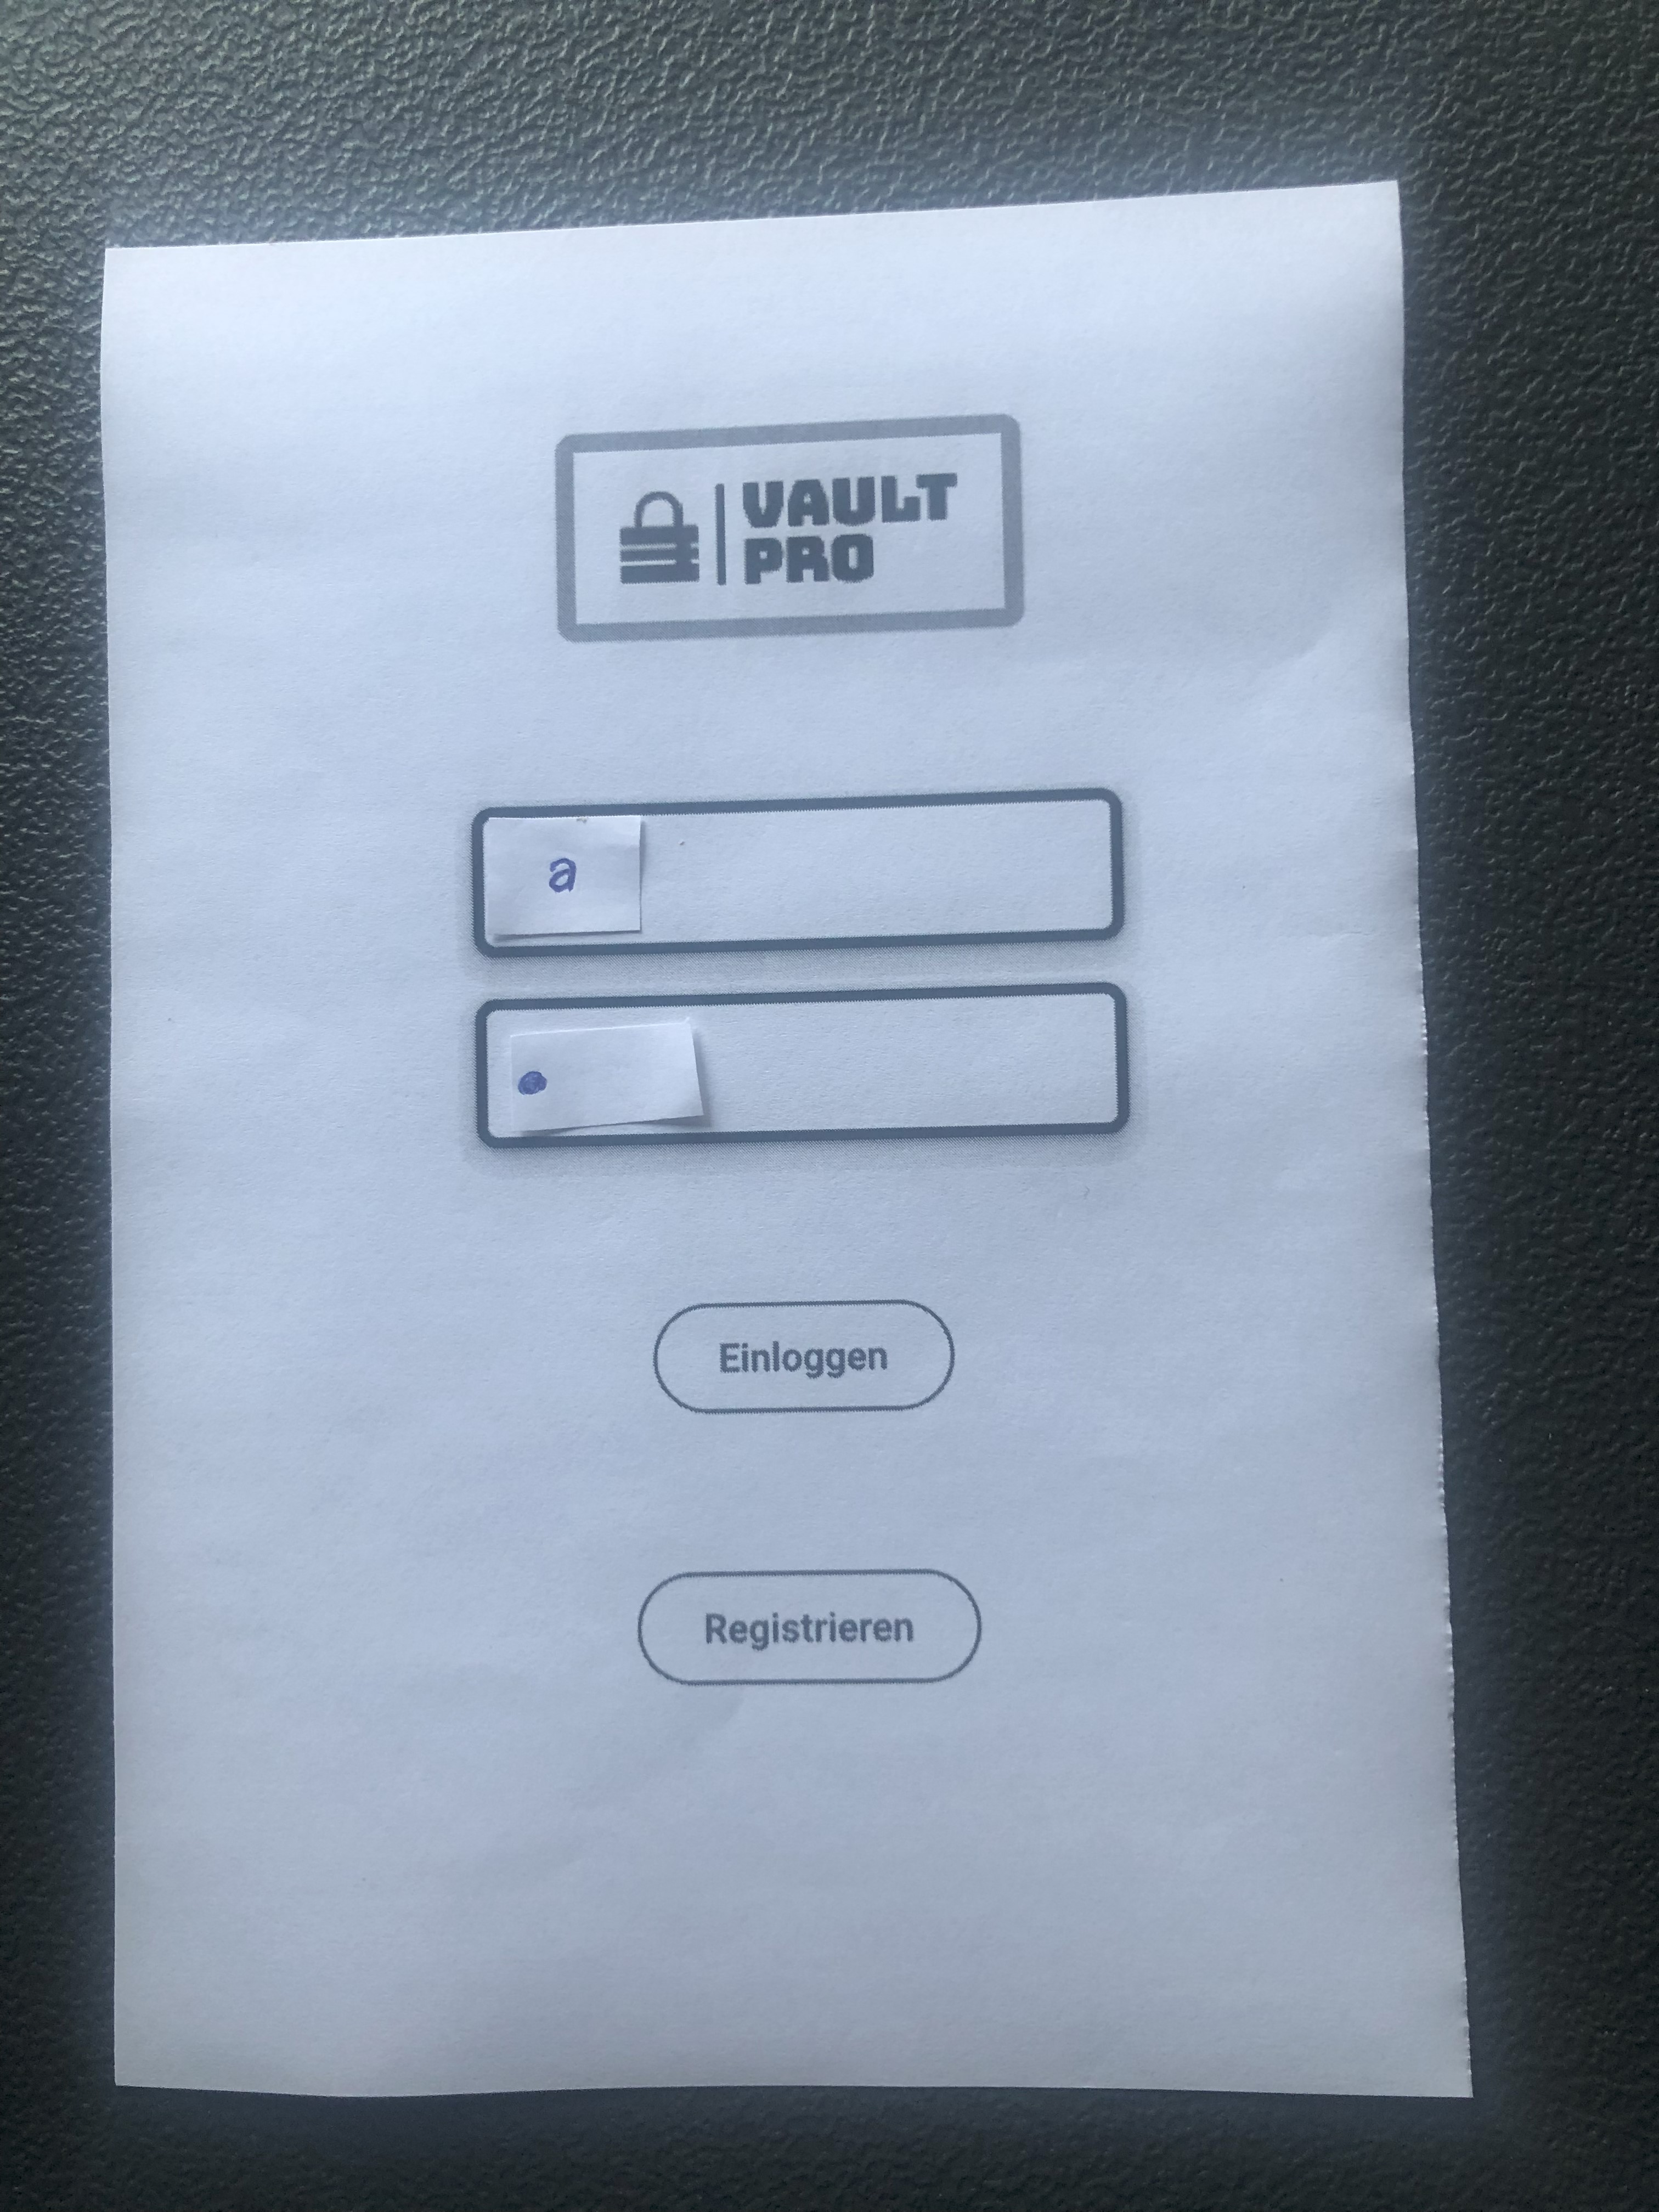 VAULT
PRO
a
•
Einloggen
Registrieren